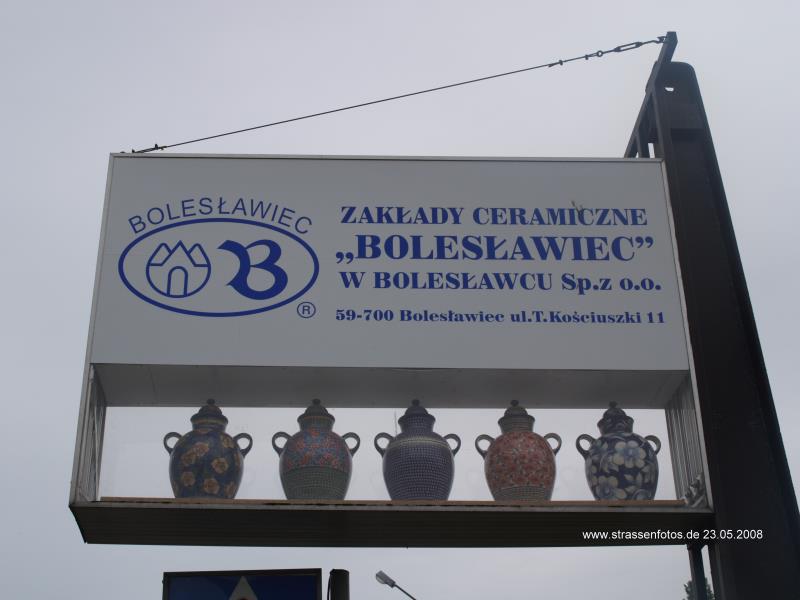 BOLESŁAWIEC
B
®
ZAKŁADY CERAMICZNE
„BOLESŁAWIEC”
W BOLESŁAWCU Sp.z o.o.
59-700 Bolesławiec ul.T.Kościuszki 11
www.strassenfotos.de 23.05.2008